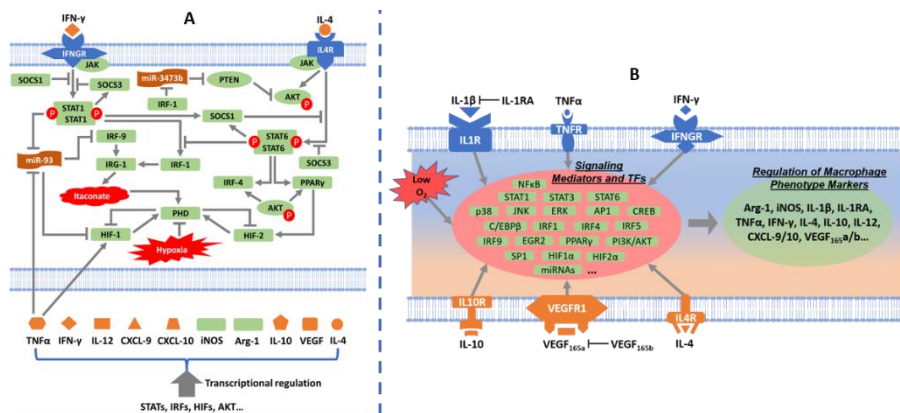 A
IFN-γ
IL-4
IFNGR
IL4R
JAK
JAK
SOCS1
SOCS3
miR-3473b
PTEN
AKT
P
STAT1
STAT1
P
P
IRF-1
SOCS1
P
STAT6
STAT6
P
IRF-9
miR-93
IRG-1
IRF-1
SOCS3
IRF-4
PPARγ
Itaconate
AKT
P
PHD
HIF-1
HIF-2
Hypoxia
TNFα IFN-γ IL-12 CXCL-9 CXCL-10 iNOS Arg-1 IL-10 VEGF IL-4
Transcriptional regulation
STATs, IRFs, HIFs, AKT...
B
IL-1β IL-1RA
TNFα
IFN-γ
IL1R
TNFR
IFNGR
Signaling
Mediators and TFs
Low
O2
NFκB
STAT1 STAT3 STAT6
p38 JNK ERK AP1 CREB
C/EBPβ IRF1 IRF4 IRF5
IRF9 EGR2 PPARγ PI3K/AKT
SP1 HIF1α HIF2α
miRNAs ...
Regulation of Macrophage
Phenotype Markers
Arg-1, iNOS, IL-1β, IL-1RA,
TNFα, IFN-γ, IL-4, IL-10, IL-12,
CXCL-9/10, VEGF165a/b...
IL10R
VEGFR1
IL4R
IL-10
VEGF165a VEGF165b
IL-4